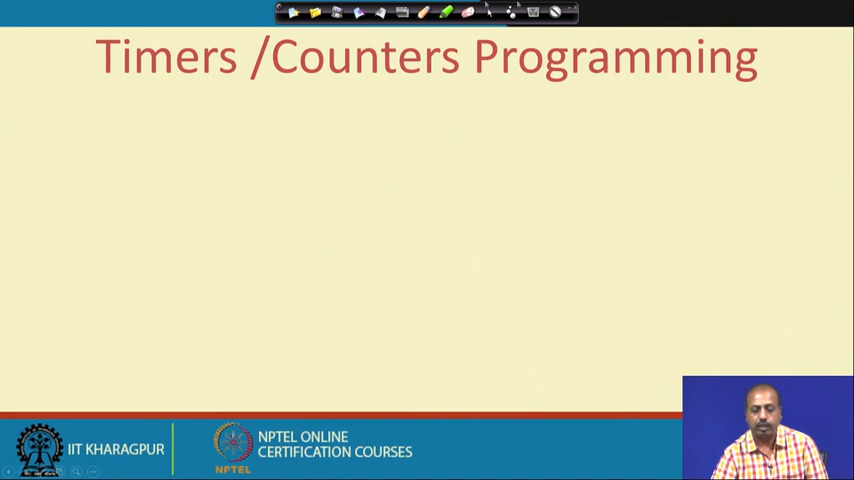 Timers /Counters Programming
IIT KHARAGPUR
NPTEL
NPTEL ONLINE
CERTIFICATION COURSES